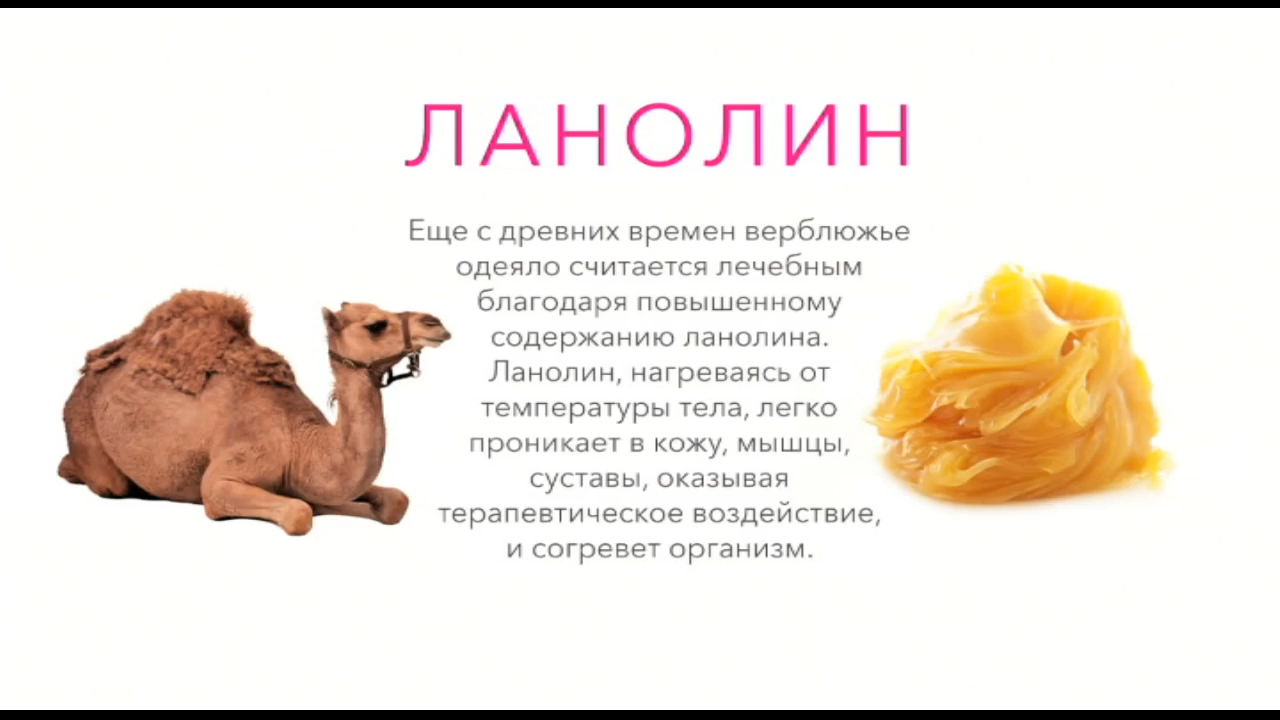 ЛАНОЛИН
Еще с древних времен верблюжье
одеяло считается лечебным
благодаря повышенному
содержанию ланолина.
Ланолин, нагреваясь от
температуры тела, легко
проникает в кожу, мышцы,
суставы, оказывая
терапевтическое воздействие,
и согревет организм.